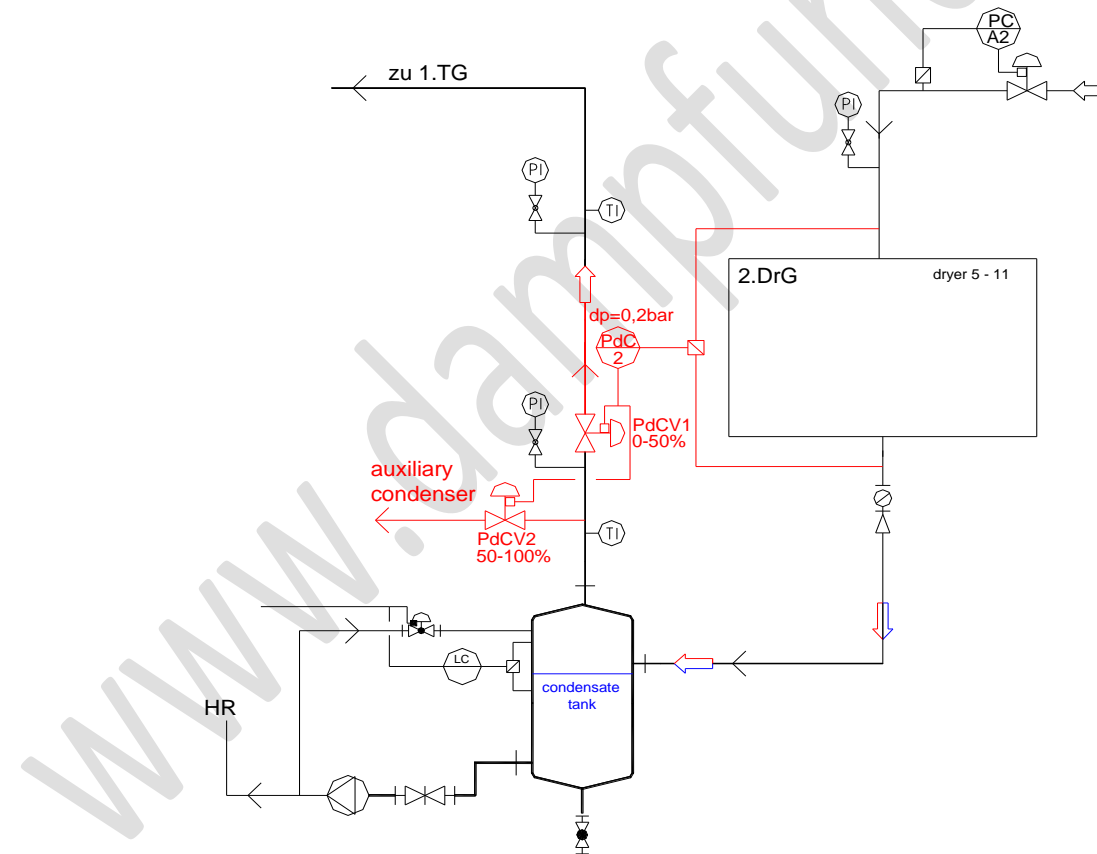 PC
A2
zu 1.TG
PI
PI
TI
2.DrG
dryer 5 - 11
dp=0,2bar
PdC
2
PI
PdCV1
0-50%
auxiliary
condenser
PdCV2
50-100%
TI
LC
condensate
tank
HR
www.dampfun